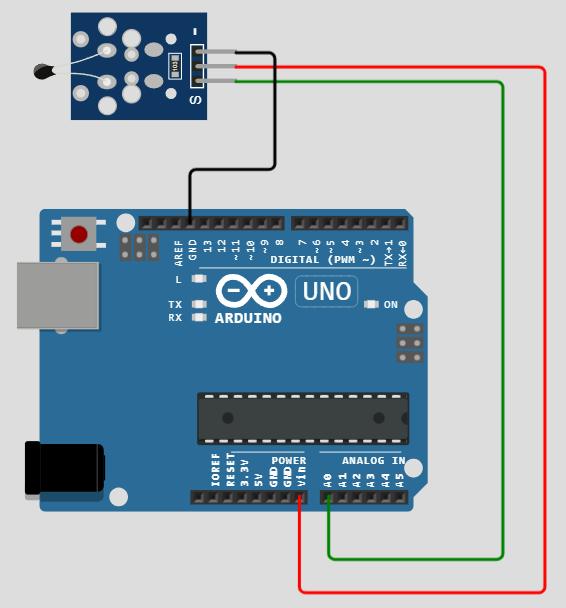 -
103
S
AREF
GND
13
12
~11
~10
~9
8
7
~6
~5
4
~3
2
TX→1
RX←0
DIGITAL (PWM ~)
L
TX
RX
ARDUINO
UNO
ON
POWER
ANALOG IN
IOREF
RESET
3.3V
5V
GND
GND
Vin
A0
A1
A2
A3
A4
A5